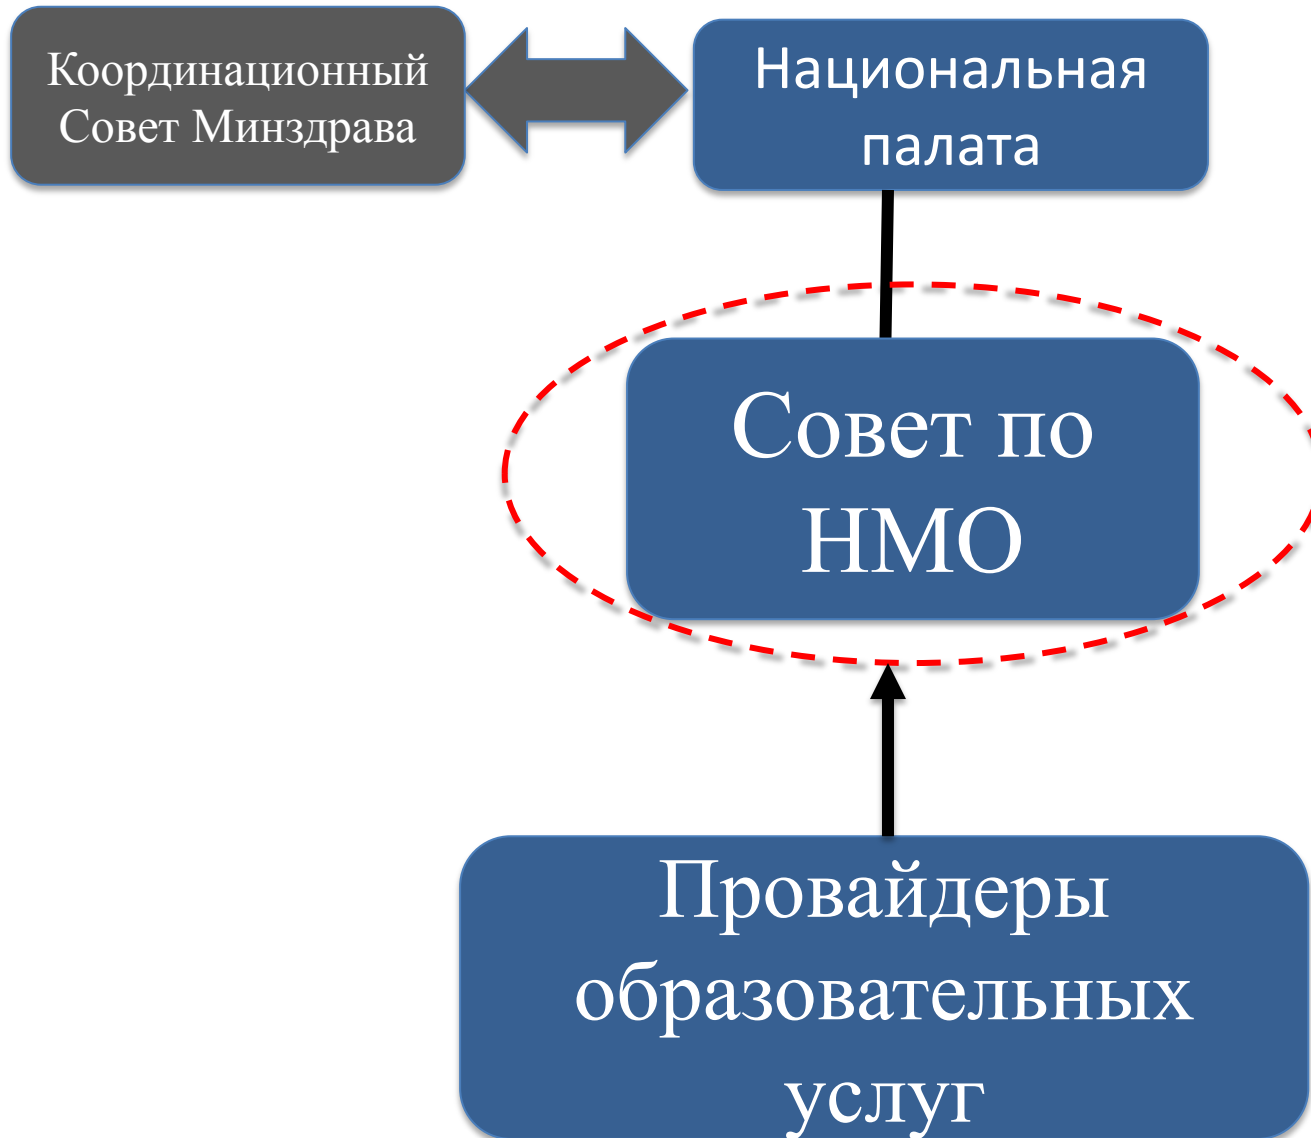 Координационный
Совет Минздрава
Национальная
палата
Совет по
НМО
Провайдеры
образовательных
услуг